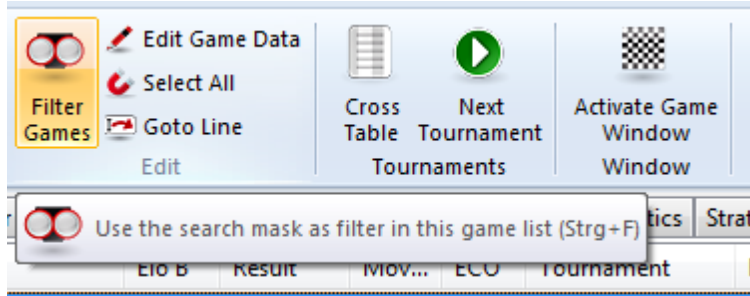 Filter Games
Edit Game Data
Select All
Goto Line
Edit
Cross Table
Next Tournament
Tournaments
Activate Game Window
Window
Use the search mask as filter in this game list (Strg+F)
tics
Strat
Elo B
Result
Mov...
ECO
Tournament